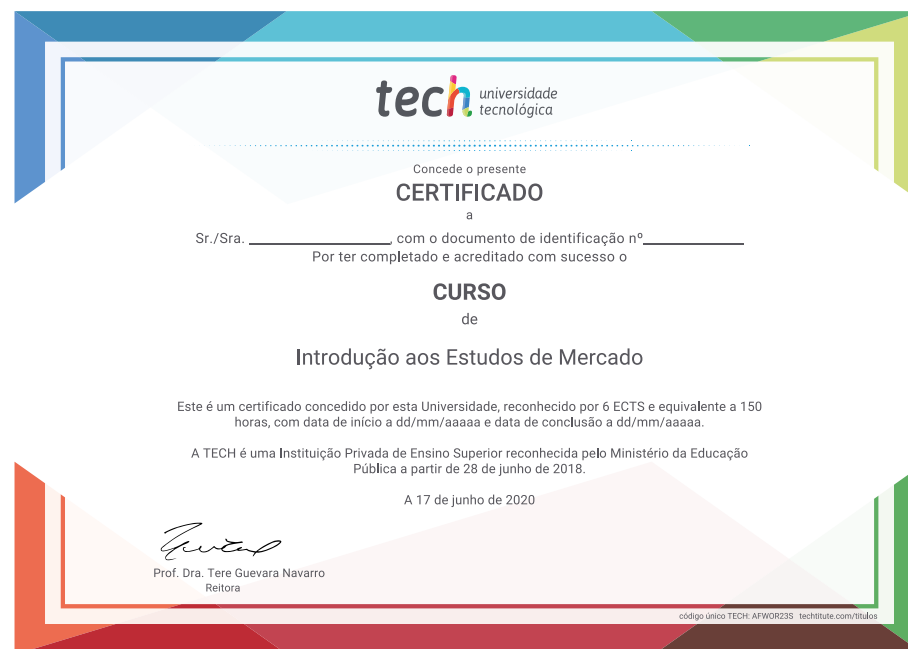 tech universidade
tecnológica
Concede o presente
CERTIFICADO
a
Sr./Sra. , com o documento de identificação nº
Por ter completado e acreditado com sucesso o
CURSO
de
Introdução aos Estudos de Mercado
Este é um certificado concedido por esta Universidade, reconhecido por 6 ECTS e equivalente a 150
horas, com data de início a dd/mm/aaaaa e data de conclusão a dd/mm/aaaaa.
A TECH é uma Instituição Privada de Ensino Superior reconhecida pelo Ministério da Educação
Pública a partir de 28 de junho de 2018.
A 17 de junho de 2020
Prof. Dra. Tere Guevara Navarro
Reitora
código único TECH: AFWOR23S techtitute.com/titulos